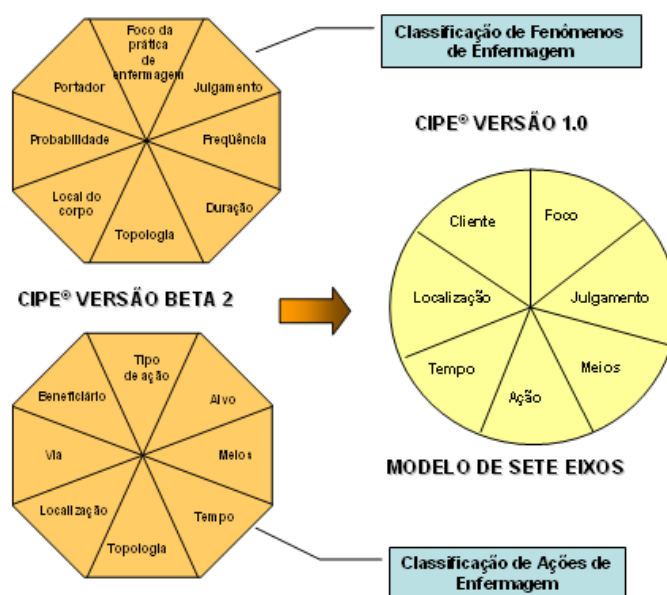 Foco da
prática
de
enfermagem
Julgamento
Freqüência
Duração
Topologia
Local do
corpo
Probabilidade
Portador
Classificação de Fenômenos
de Enfermagem
CIPE® VERSÃO BETA 2
CIPE® VERSÃO 1.0
Cliente
Foco
Localização
Julgamento
Tempo
Meios
Ação
MODELO DE SETE EIXOS
Tipo
de ação
Alvo
Meios
Tempo
Topologia
Localização
Via
Beneficiário
Classificação de Ações de
Enfermagem